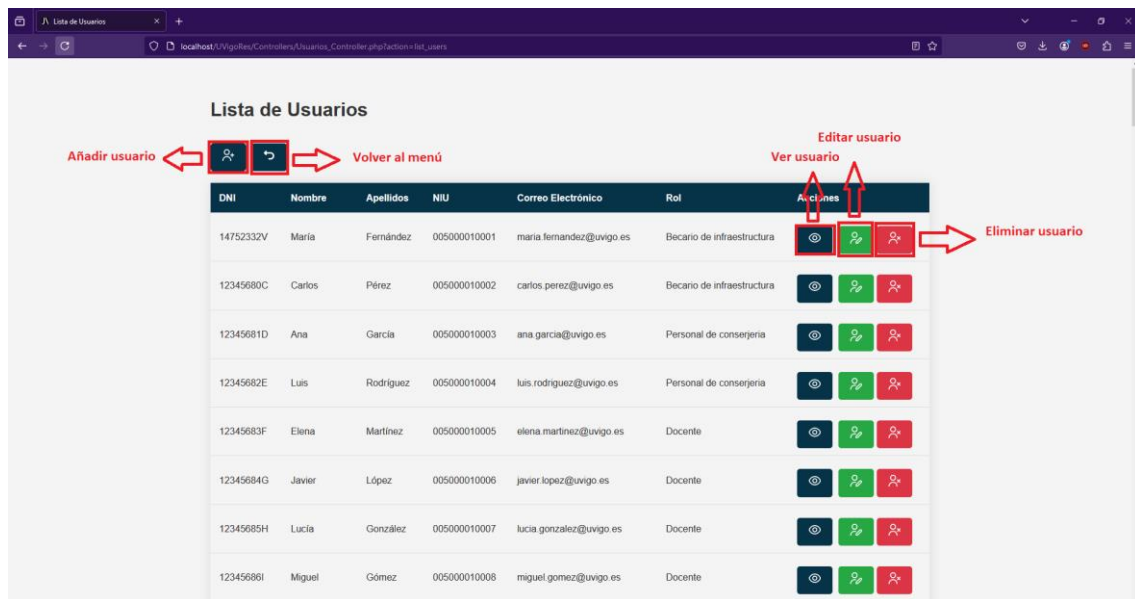 Lista de Usuarios
localhost/UVigoRes/Controllers/Usuarios_Controller.php?action=list_users
Lista de Usuarios
Editar usuario
Añadir usuario Volver al menú Ver usuario
DNI Nombre Apellidos NIU Correo Electrónico Rol Acciones
14752332V María Fernández 005000010001 maria.fernandez@uvigo.es Becario de infraestructura Eliminar usuario
12345680C Carlos Pérez 005000010002 carlos.perez@uvigo.es Becario de infraestructura
12345681D Ana García 005000010003 ana.garcia@uvigo.es Personal de conserjeria
12345682E Luis Rodríguez 005000010004 luis.rodriguez@uvigo.es Personal de conserjeria
12345683F Elena Martínez 005000010005 elena.martinez@uvigo.es Docente
12345684G Javier López 005000010006 javier.lopez@uvigo.es Docente
12345685H Lucía González 005000010007 lucia.gonzalez@uvigo.es Docente
12345686I Miguel Gómez 005000010008 miguel.gomez@uvigo.es Docente